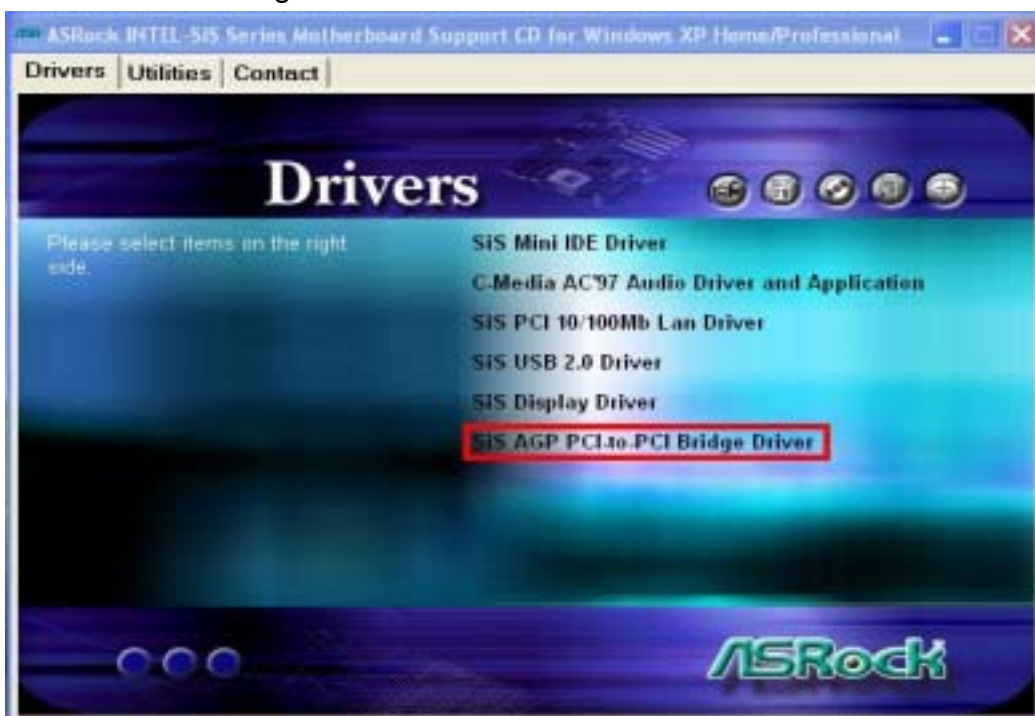 ASRock INTEL-SiS Series Motherboard Support CD for Windows XP Home/Professional
Drivers Utilities Contact
Drivers
Please select items on the right
side.
SiS Mini IDE Driver
C-Media AC'97 Audio Driver and Application
SiS PCI 10/100Mb Lan Driver
SiS USB 2.0 Driver
SiS Display Driver
SiS AGP PCI-to-PCI Bridge Driver
ASRock